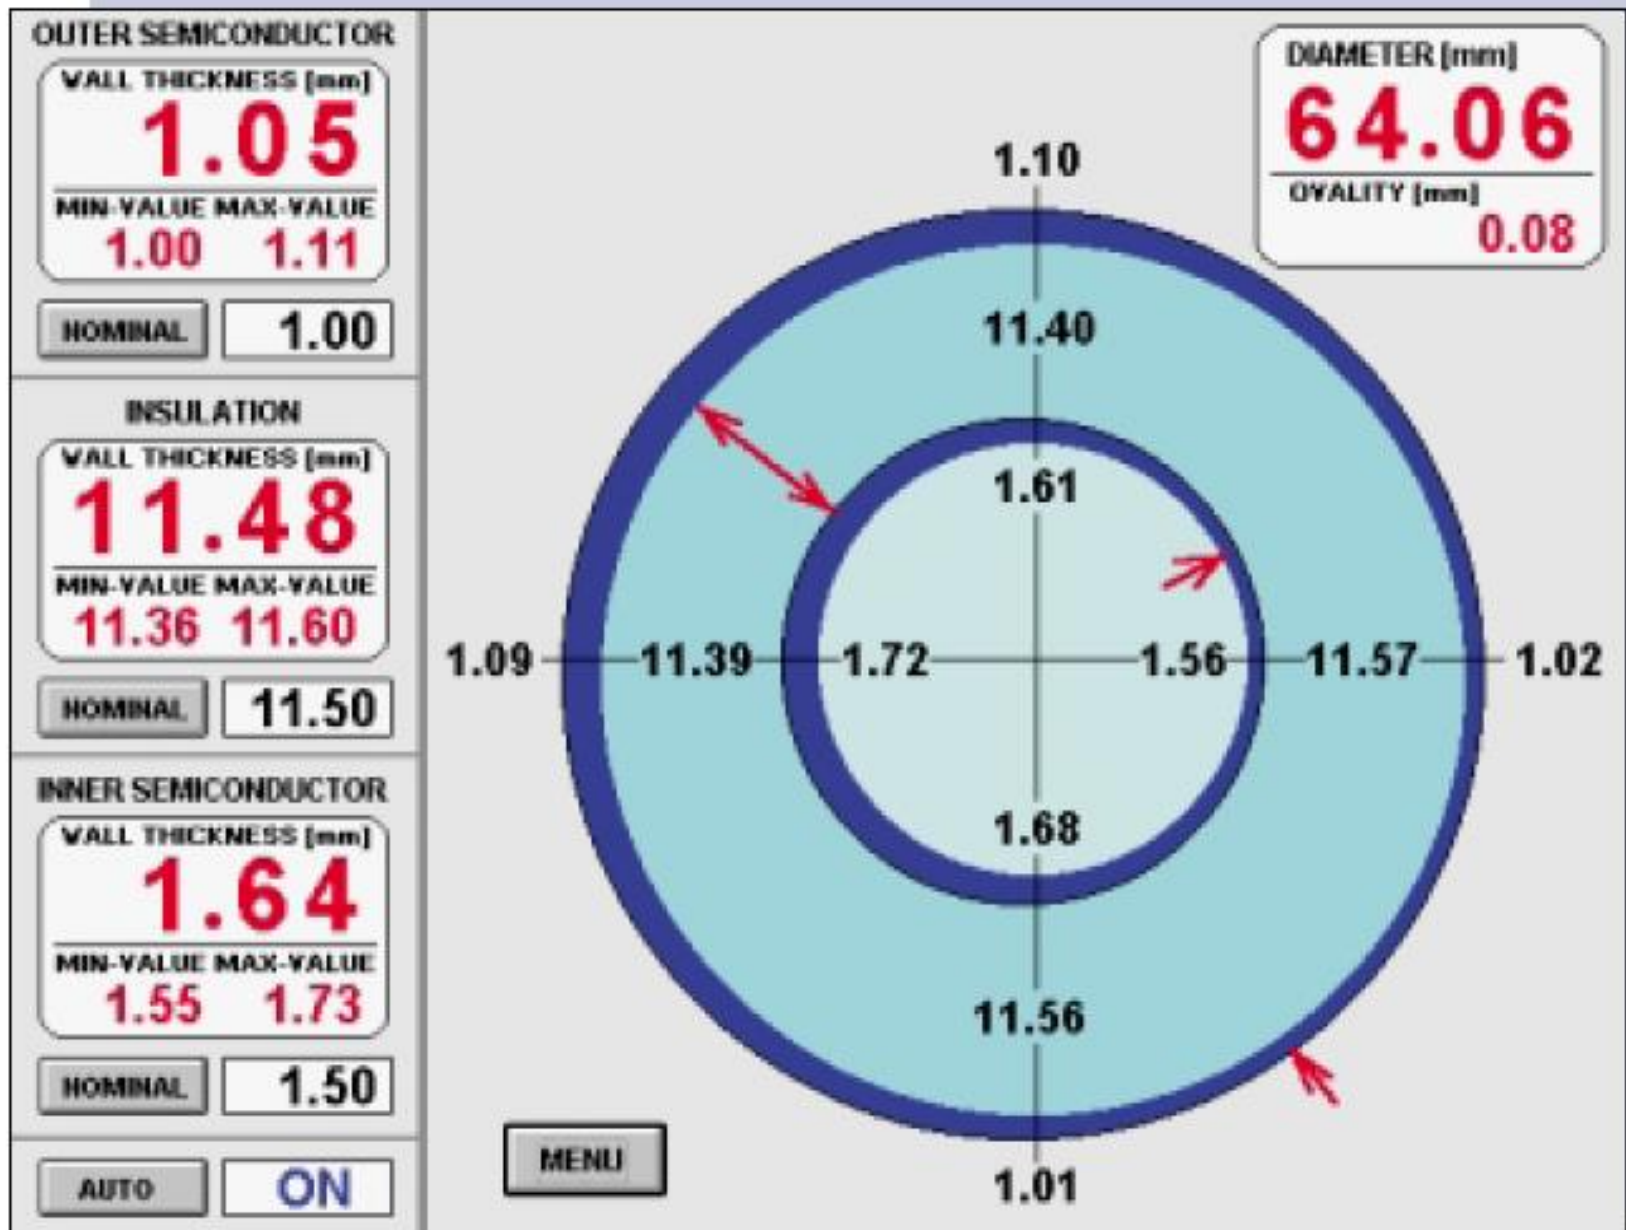 OUTER SEMICONDUCTOR
WALL THICKNESS [mm]
1.05
MIN-VALUE MAX-VALUE
1.00 1.11
NOMINAL 1.00
INSULATION
WALL THICKNESS [mm]
11.48
MIN-VALUE MAX-VALUE
11.36 11.60
NOMINAL 11.50
INNER SEMICONDUCTOR
WALL THICKNESS [mm]
1.64
MIN-VALUE MAX-VALUE
1.55 1.73
NOMINAL 1.50
AUTO ON
DIAMETER [mm]
64.06
OVALITY [mm]
0.08
1.10
11.40
1.61
1.09 11.39 1.72 1.56 11.57 1.02
1.68
11.56
1.01
MENU